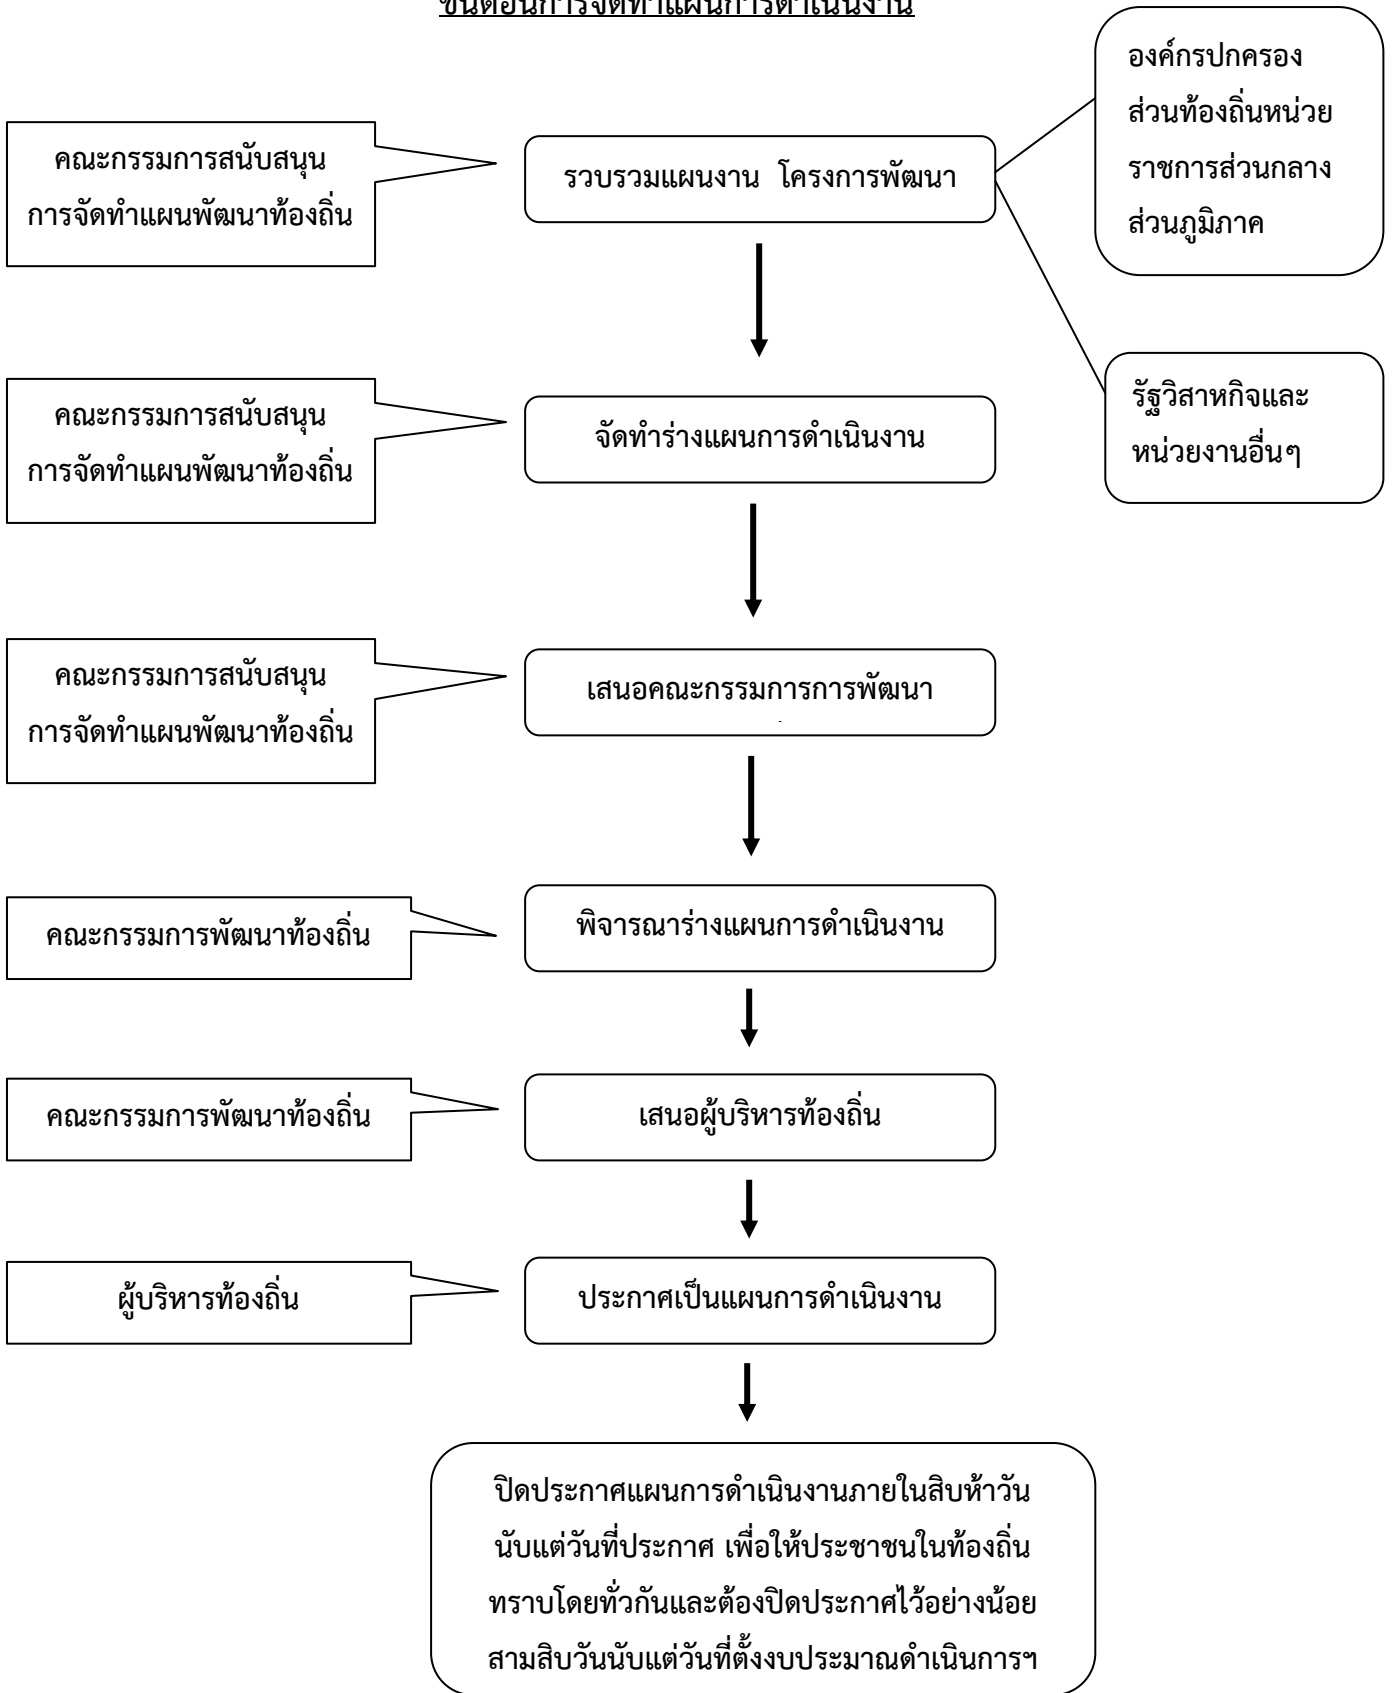 ขั้นตอนการจัดทำแผนการดำเนินงาน
องค์กรปกครอง
ส่วนท้องถิ่นหน่วย
ราชการส่วนกลาง
ส่วนภูมิภาค
คณะกรรมการสนับสนุน
การจัดทำแผนพัฒนาท้องถิ่น
รวบรวมแผนงาน โครงการพัฒนา
รัฐวิสาหกิจและ
หน่วยงานอื่นๆ
คณะกรรมการสนับสนุน
การจัดทำแผนพัฒนาท้องถิ่น
จัดทำร่างแผนการดำเนินงาน
คณะกรรมการสนับสนุน
การจัดทำแผนพัฒนาท้องถิ่น
เสนอคณะกรรมการการพัฒนา
คณะกรรมการพัฒนาท้องถิ่น
พิจารณาร่างแผนการดำเนินงาน
คณะกรรมการพัฒนาท้องถิ่น
เสนอผู้บริหารท้องถิ่น
ผู้บริหารท้องถิ่น
ประกาศเป็นแผนการดำเนินงาน
ปิดประกาศแผนการดำเนินงานภายในสิบห้าวัน
นับแต่วันที่ประกาศ เพื่อให้ประชาชนในท้องถิ่น
ทราบโดยทั่วกันและต้องปิดประกาศไว้อย่างน้อย
สามสิบวันนับแต่วันที่ตั้งงบประมาณดำเนินการฯ